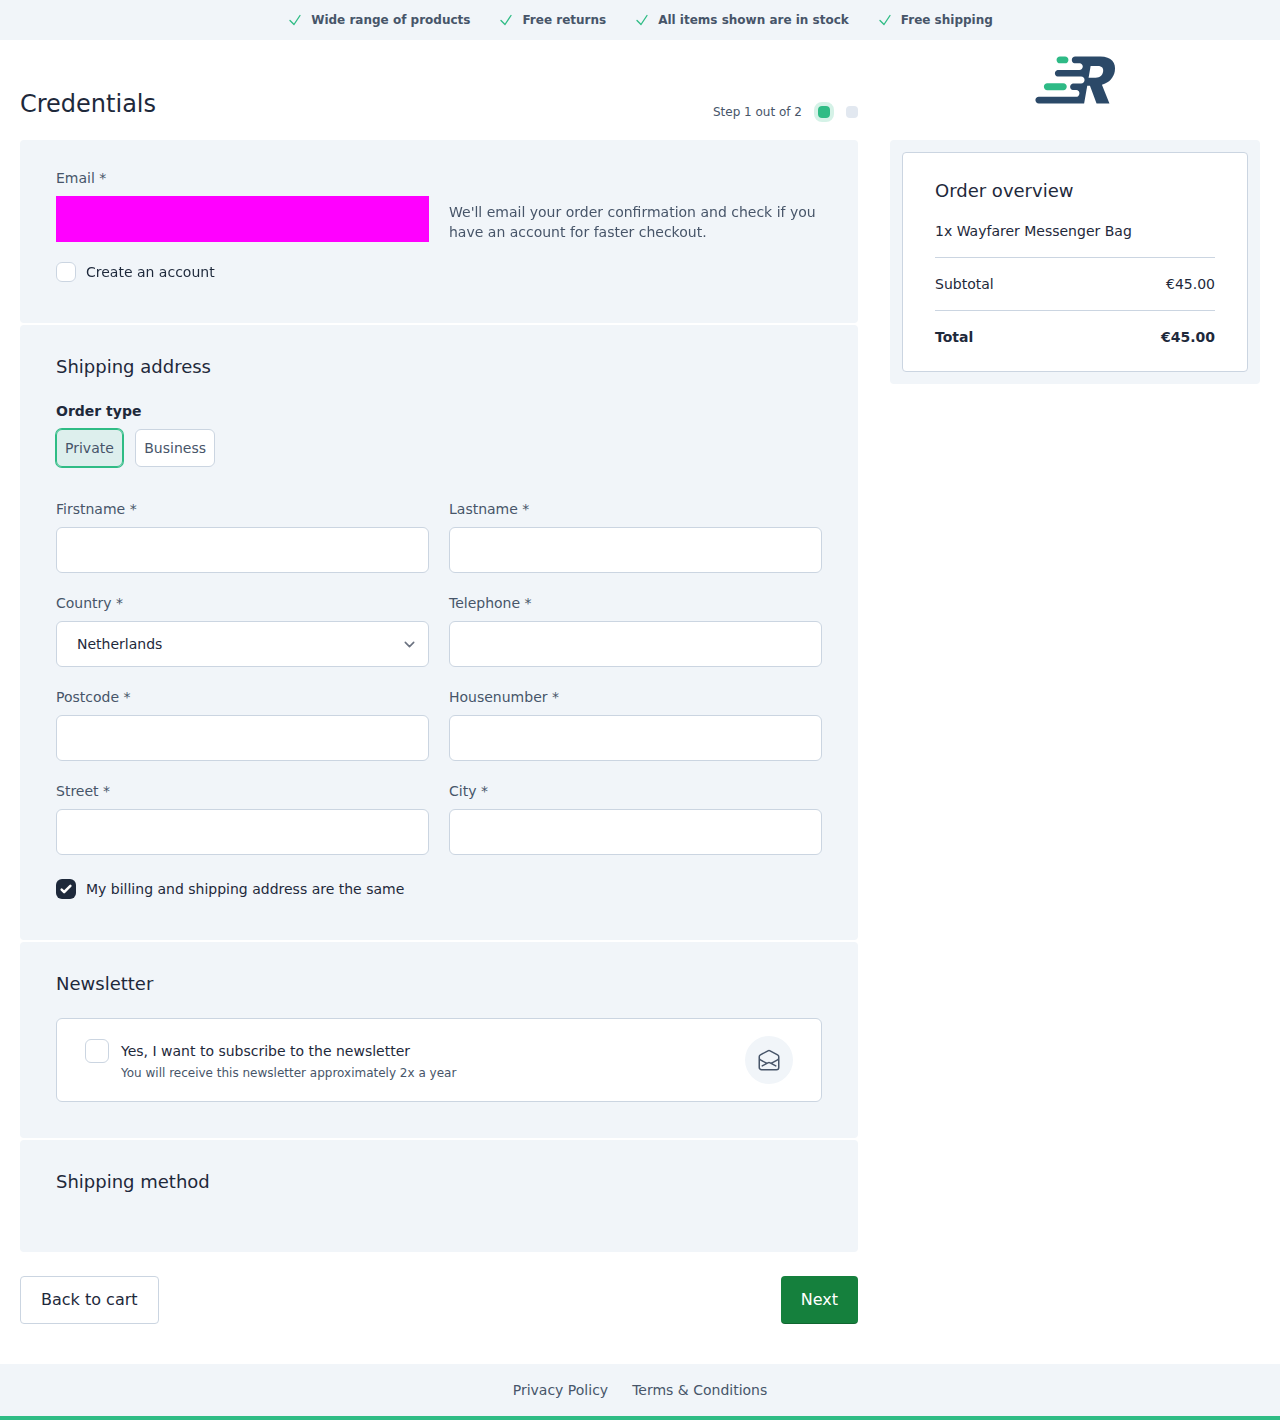 Wide range of products
Free returns
All items shown are in stock
Free shipping
R
Credentials
Step 1 out of 2
Email *
We'll email your order confirmation and check if you
have an account for faster checkout.
Create an account
Shipping address
Order type
Private
Business
Firstname *
Lastname *
Country *
Telephone *
Netherlands
Postcode *
Housenumber *
Street *
City *
My billing and shipping address are the same
Newsletter
Yes, I want to subscribe to the newsletter
You will receive this newsletter approximately 2x a year
Shipping method
Back to cart
Next
Order overview
1x Wayfarer Messenger Bag
Subtotal €45.00
Total €45.00
Privacy Policy
Terms & Conditions